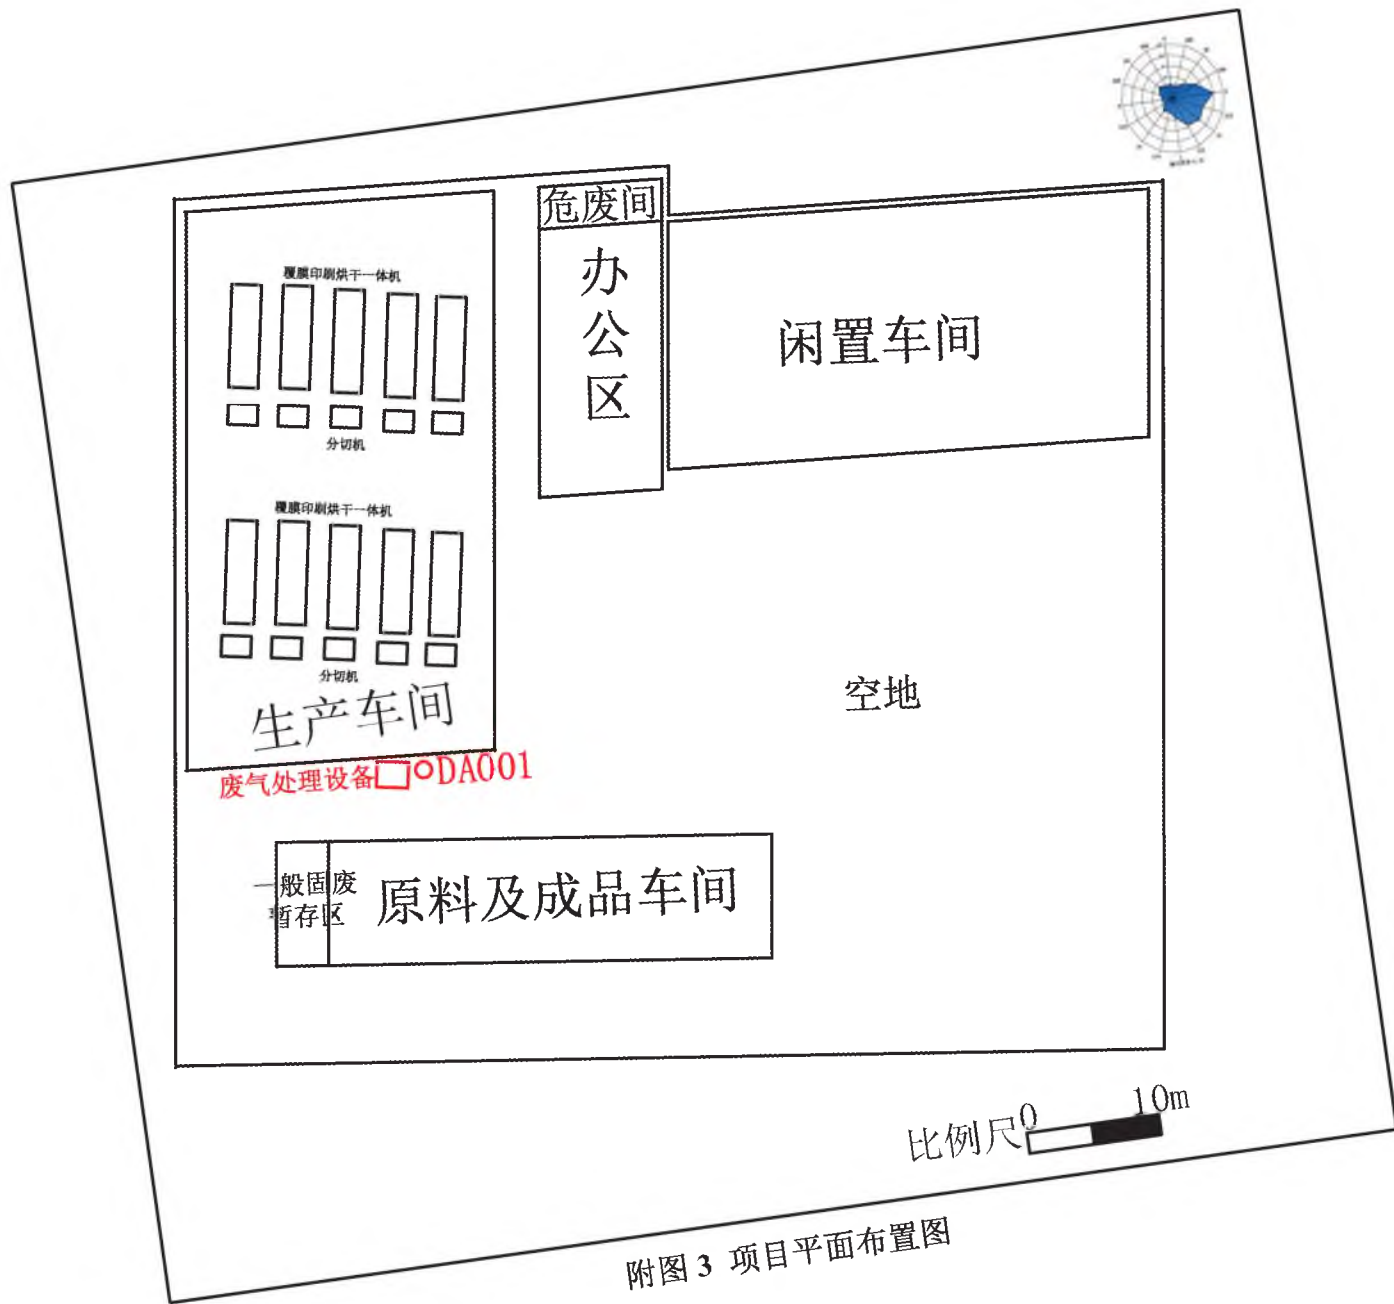 危废间
办
公
区
闲置车间
覆膜印刷烘干一体机
分切机
覆膜印刷烘干一体机
分切机
生产车间
废气处理设备 DA001
空地
一般固废
暂存区
原料及成品车间
比例尺 0 10m
附图 3 项目平面布置图